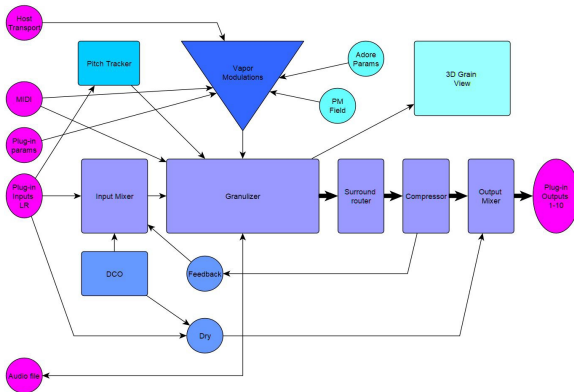 Host
Transport
Pitch Tracker
Vapor
Modulations
Adore
Params
3D Grain
View
MIDI
PM
Field
Plug-in
params
Plug-in
Inputs
LR
Input Mixer
Granulizer
Surround
router
Compressor
Output
Mixer
Plug-in
Outputs
1-10
DCO
Feedback
Dry
Audio file